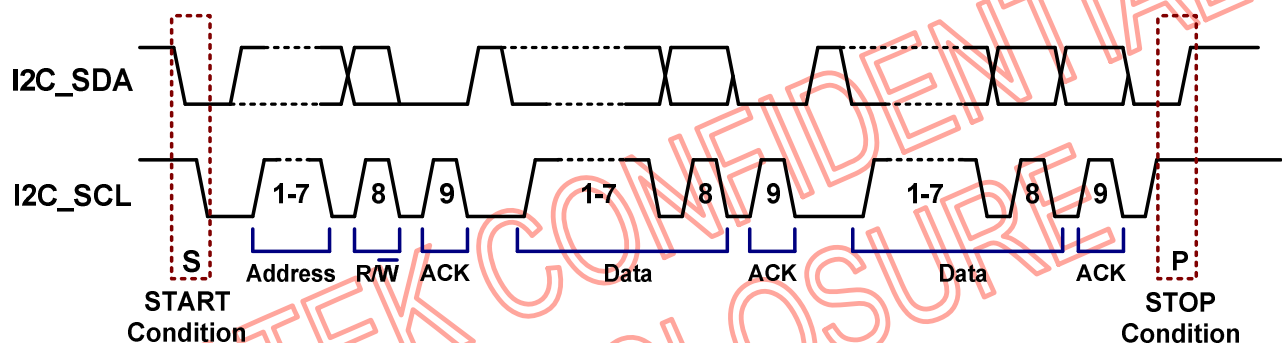 I2C_SDA
I2C_SCL
1-7
8
9
1-7
8
9
1-7
8
9
S
Address
R/W̅
ACK
Data
ACK
Data
ACK
P
START
Condition
STOP
Condition
CONFIDENTIAL